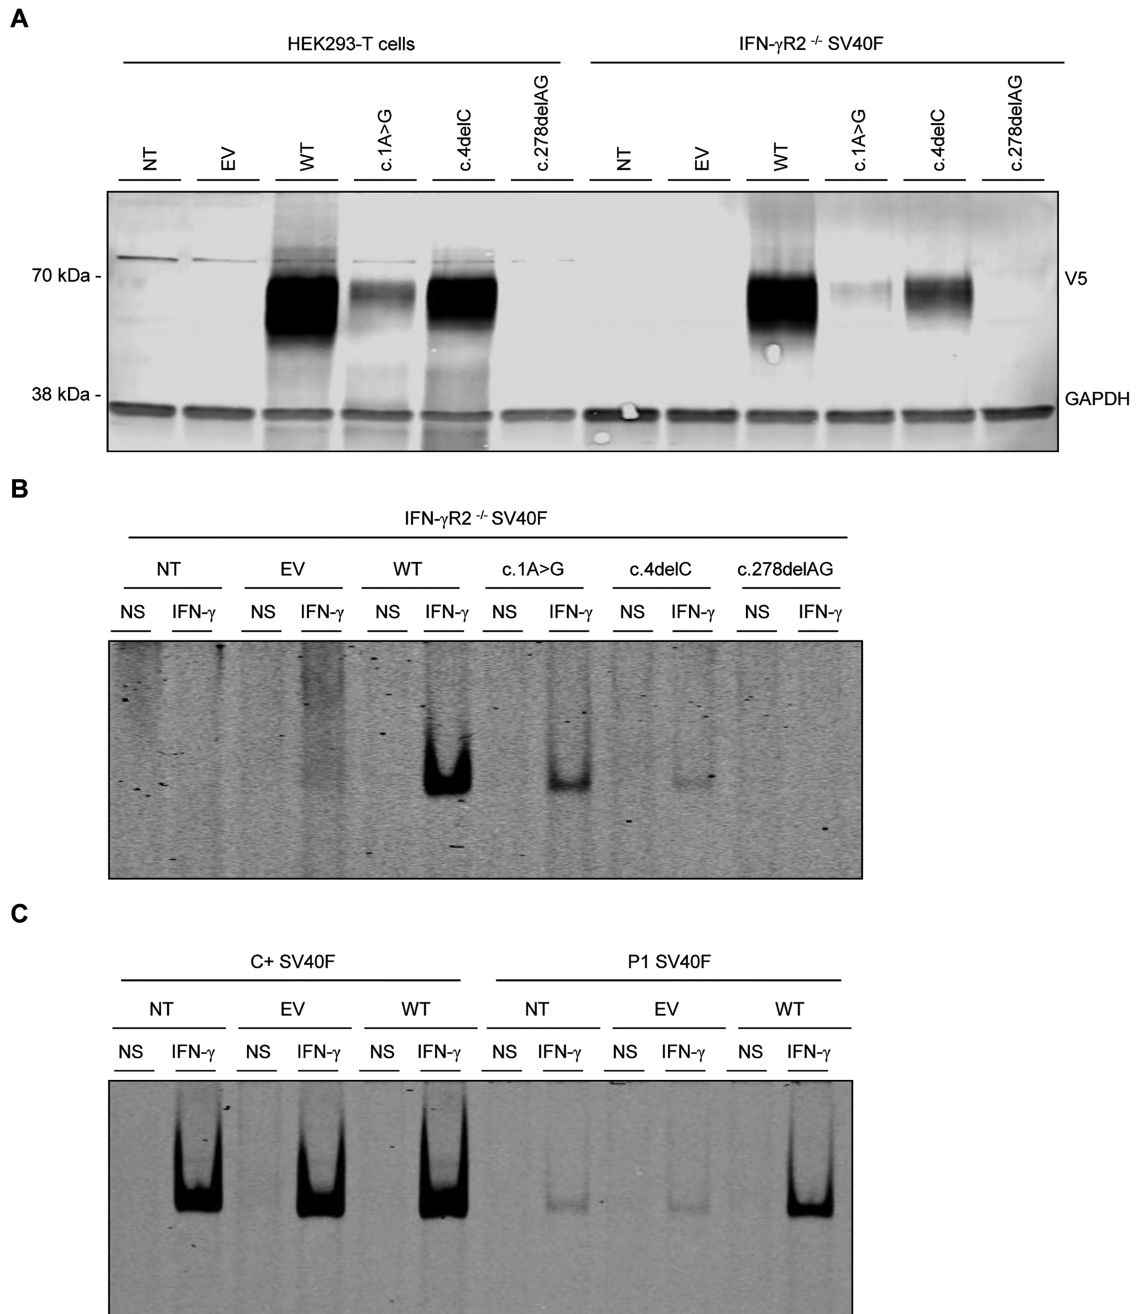 A
HEK293-T cells
IFN-γR2 -/- SV40F
NT
EV
WT
c.1A>G
c.4delC
c.278delAG
NT
EV
WT
c.1A>G
c.4delC
c.278delAG
70 kDa -
V5
38 kDa -
GAPDH
B
IFN-γR2 -/- SV40F
NT EV WT c.1A>G c.4delC c.278delAG
NS IFN-γ NS IFN-γ NS IFN-γ NS IFN-γ NS IFN-γ NS IFN-γ
C
C+ SV40F P1 SV40F
NT EV WT NT EV WT
NS IFN-γ NS IFN-γ NS IFN-γ NS IFN-γ NS IFN-γ NS IFN-γ